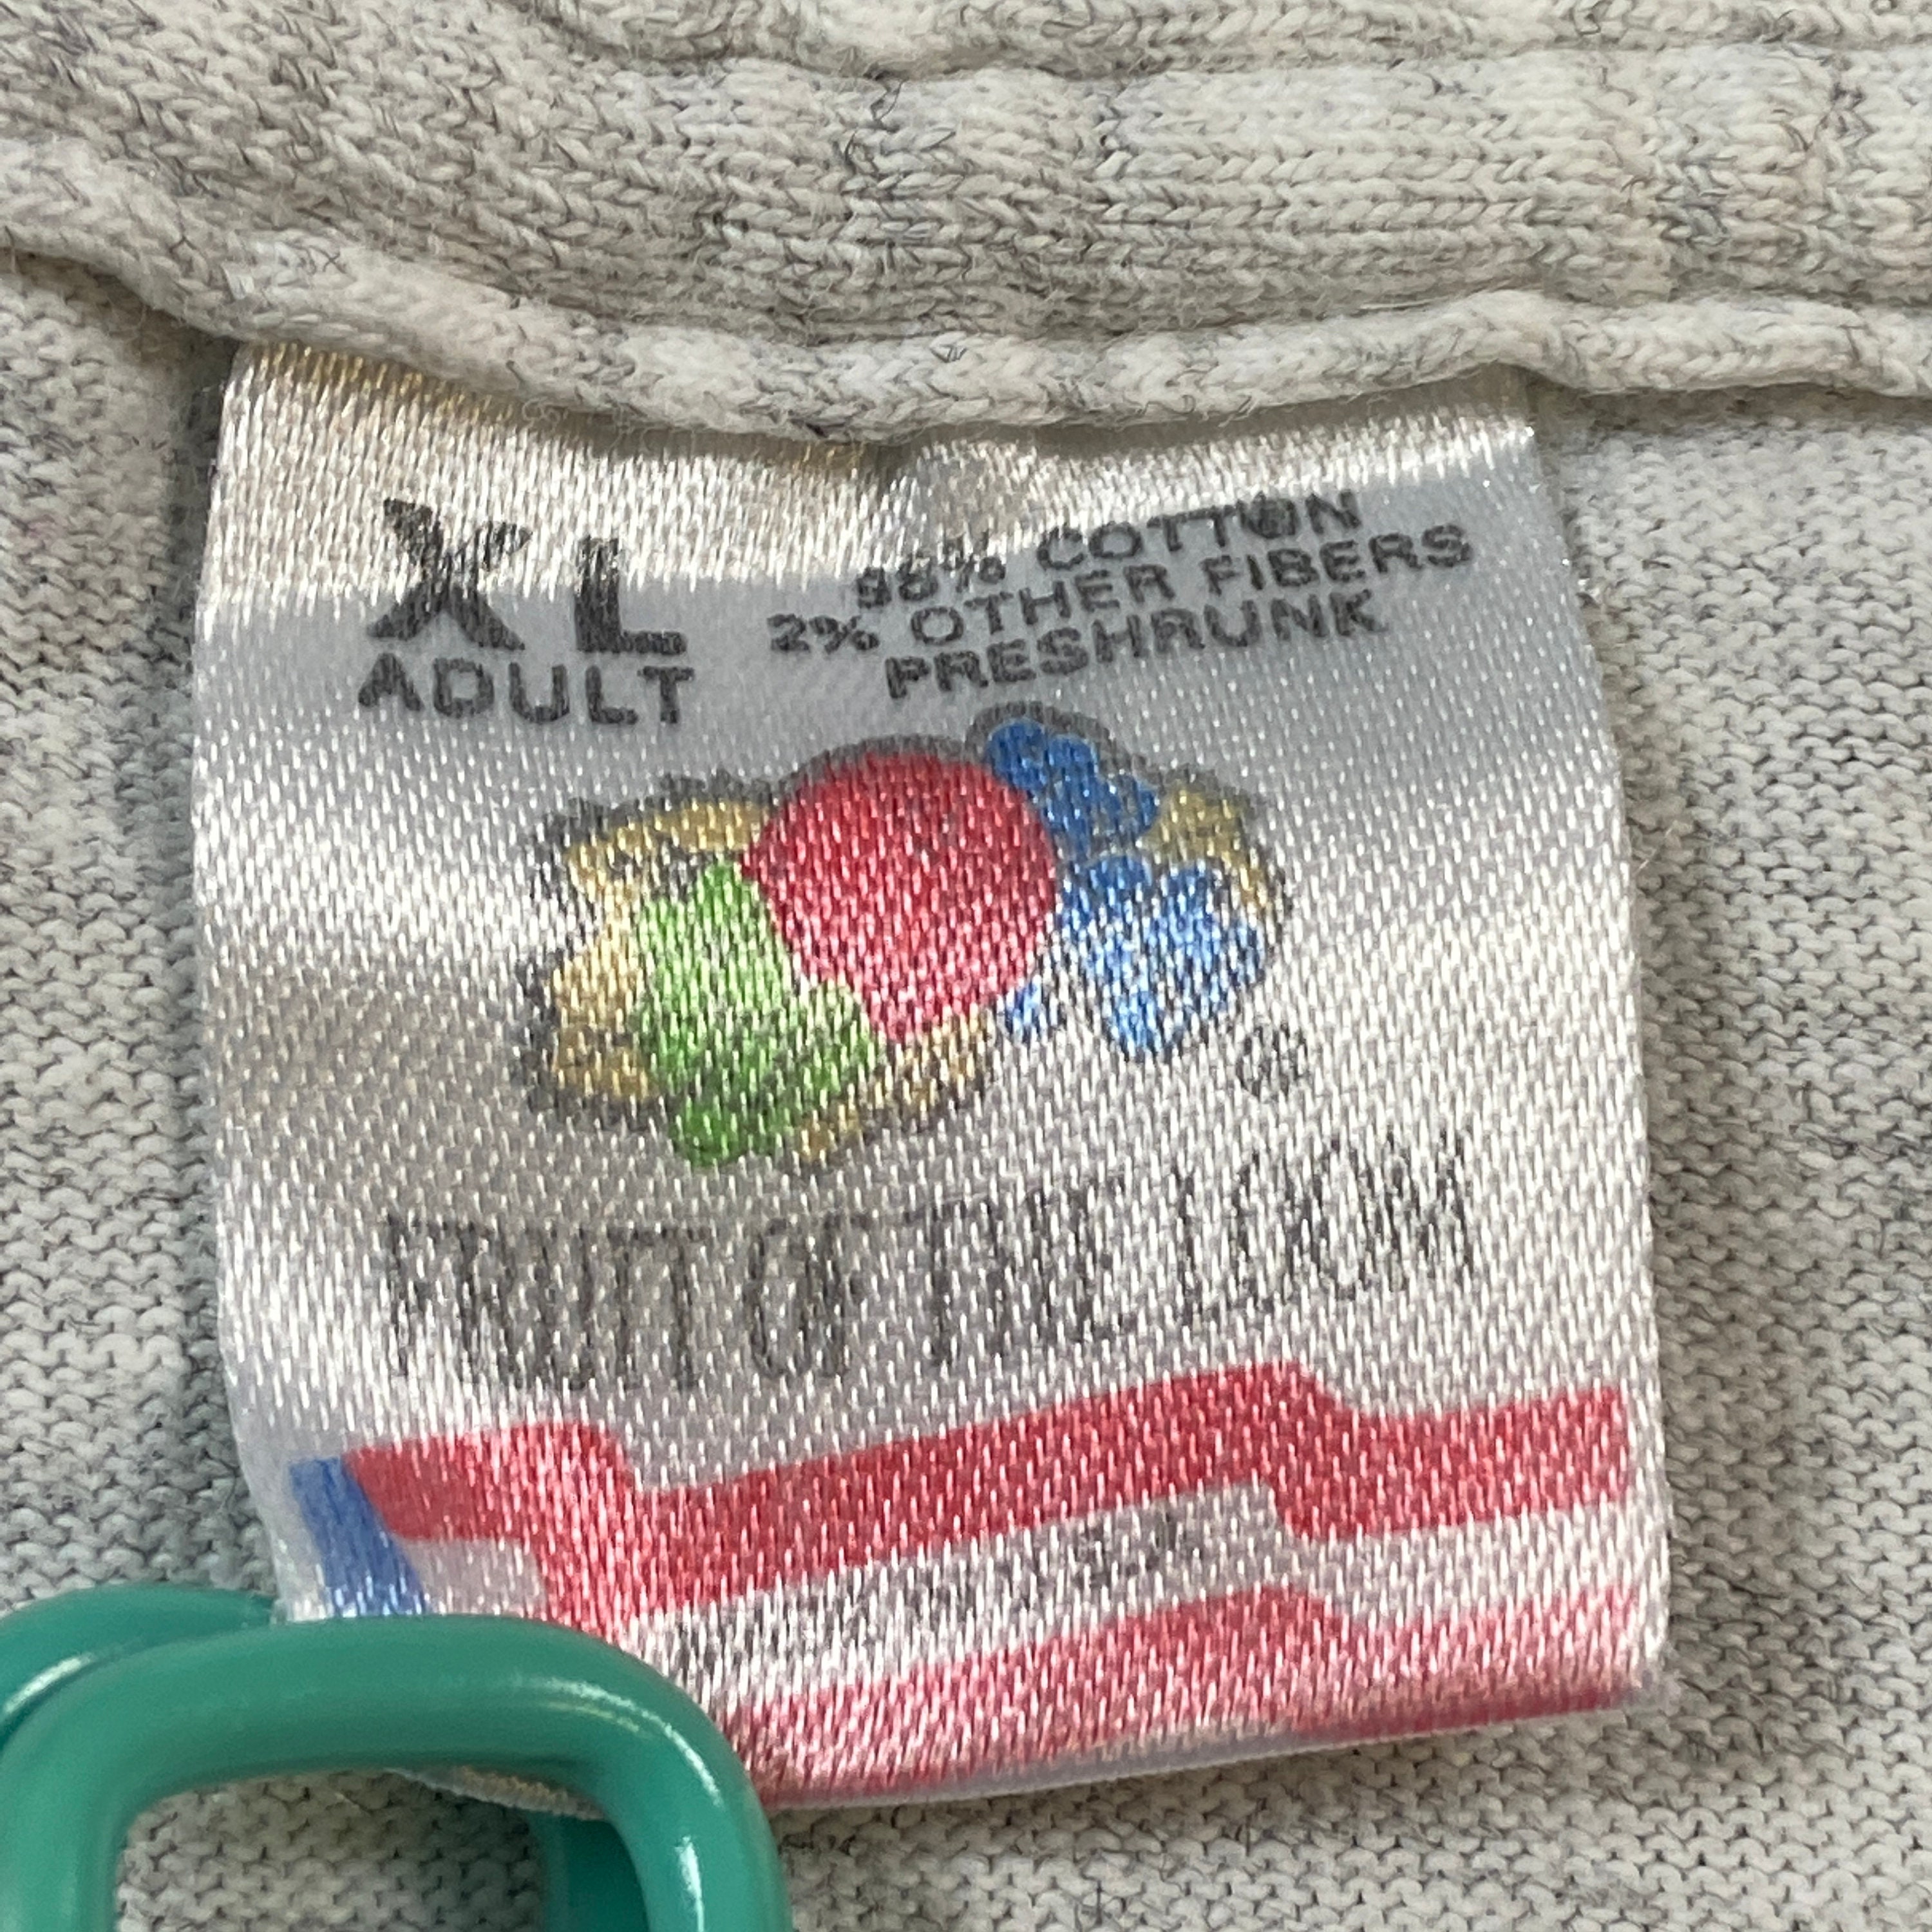 XL
ADULT
98% COTTON
2% OTHER FIBERS
PRESHRUNK
®
FRUIT OF THE LOOM